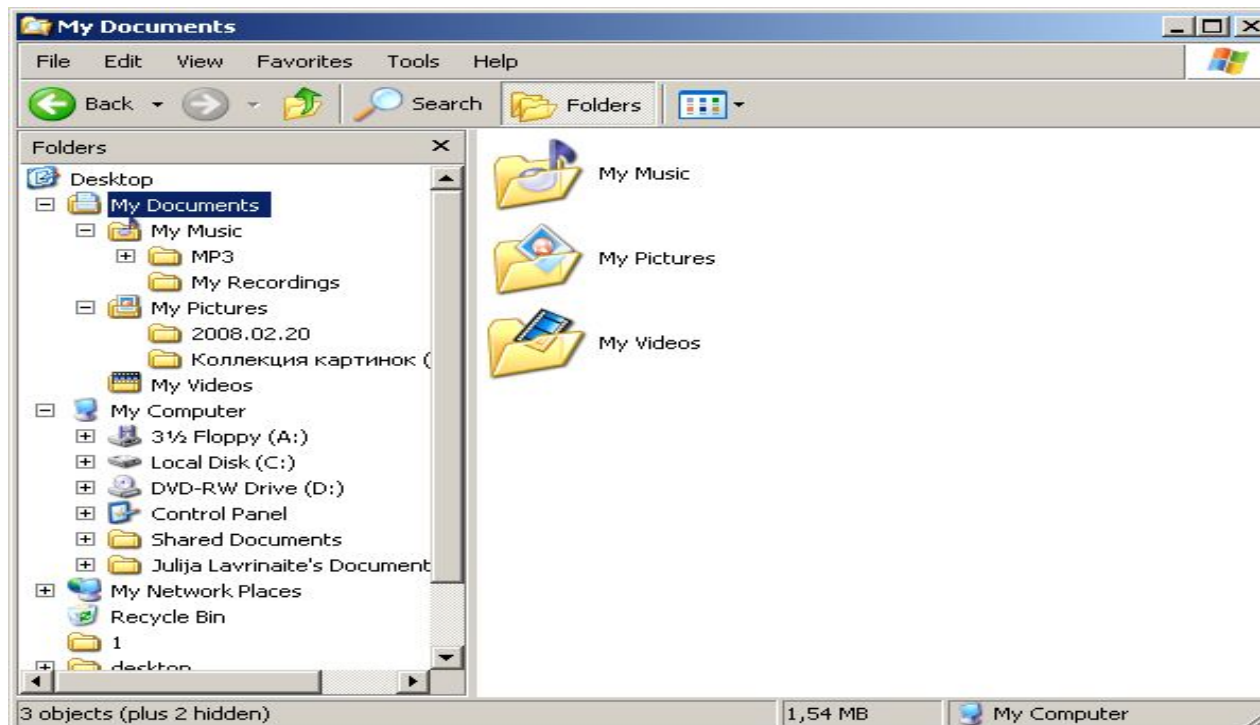 My Documents
File Edit View Favorites Tools Help
Back Search Folders
Folders
Desktop
My Documents
My Music
MP3
My Recordings
My Pictures
2008.02.20
Коллекция картинок (
My Videos
My Computer
3½ Floppy (A:)
Local Disk (C:)
DVD-RW Drive (D:)
Control Panel
Shared Documents
Julija Lavrinaite's Document
My Network Places
Recycle Bin
1
desktop
My Music
My Pictures
My Videos
3 objects (plus 2 hidden) 1,54 MB My Computer